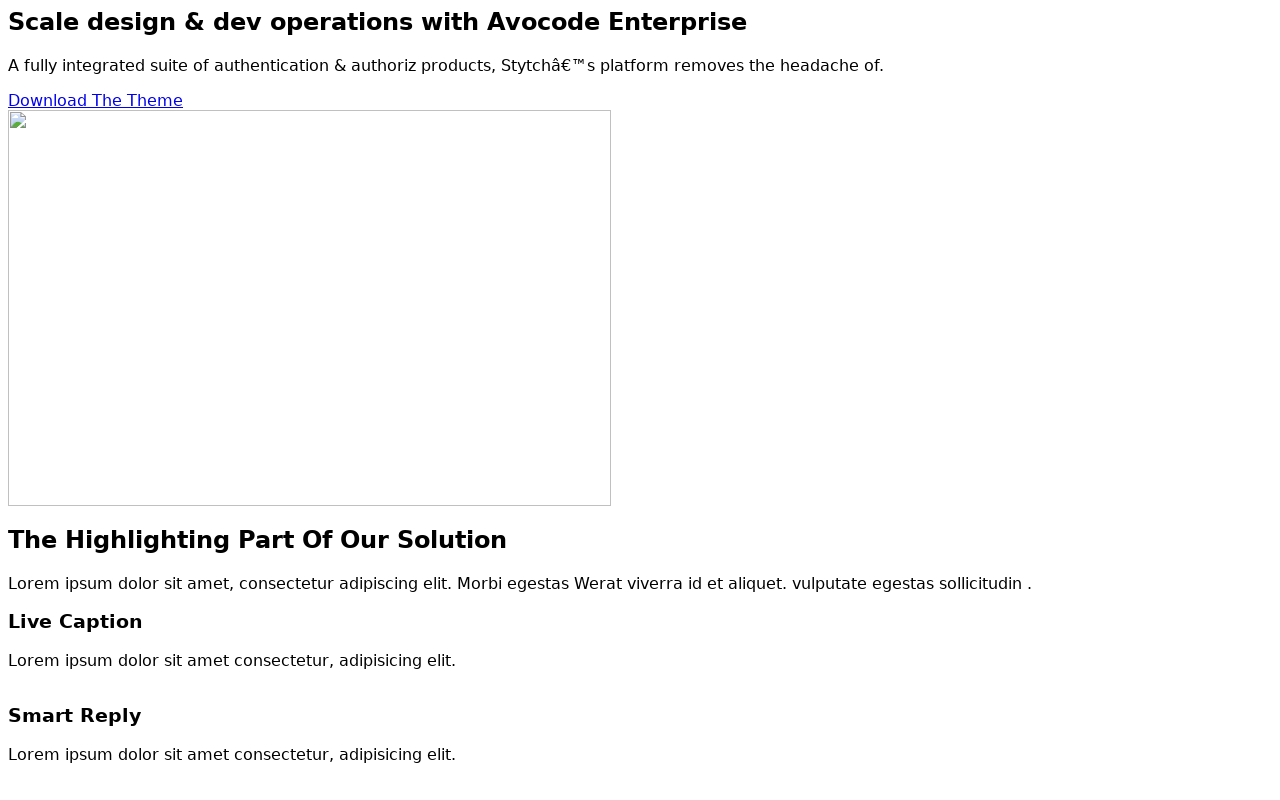 Scale design & dev operations with Avocode Enterprise
A fully integrated suite of authentication & authoriz products, Stytchâ€™s platform removes the headache of.
Download The Theme
The Highlighting Part Of Our Solution
Lorem ipsum dolor sit amet, consectetur adipiscing elit. Morbi egestas Werat viverra id et aliquet. vulputate egestas sollicitudin .
Live Caption
Lorem ipsum dolor sit amet consectetur, adipisicing elit.
Smart Reply
Lorem ipsum dolor sit amet consectetur, adipisicing elit.